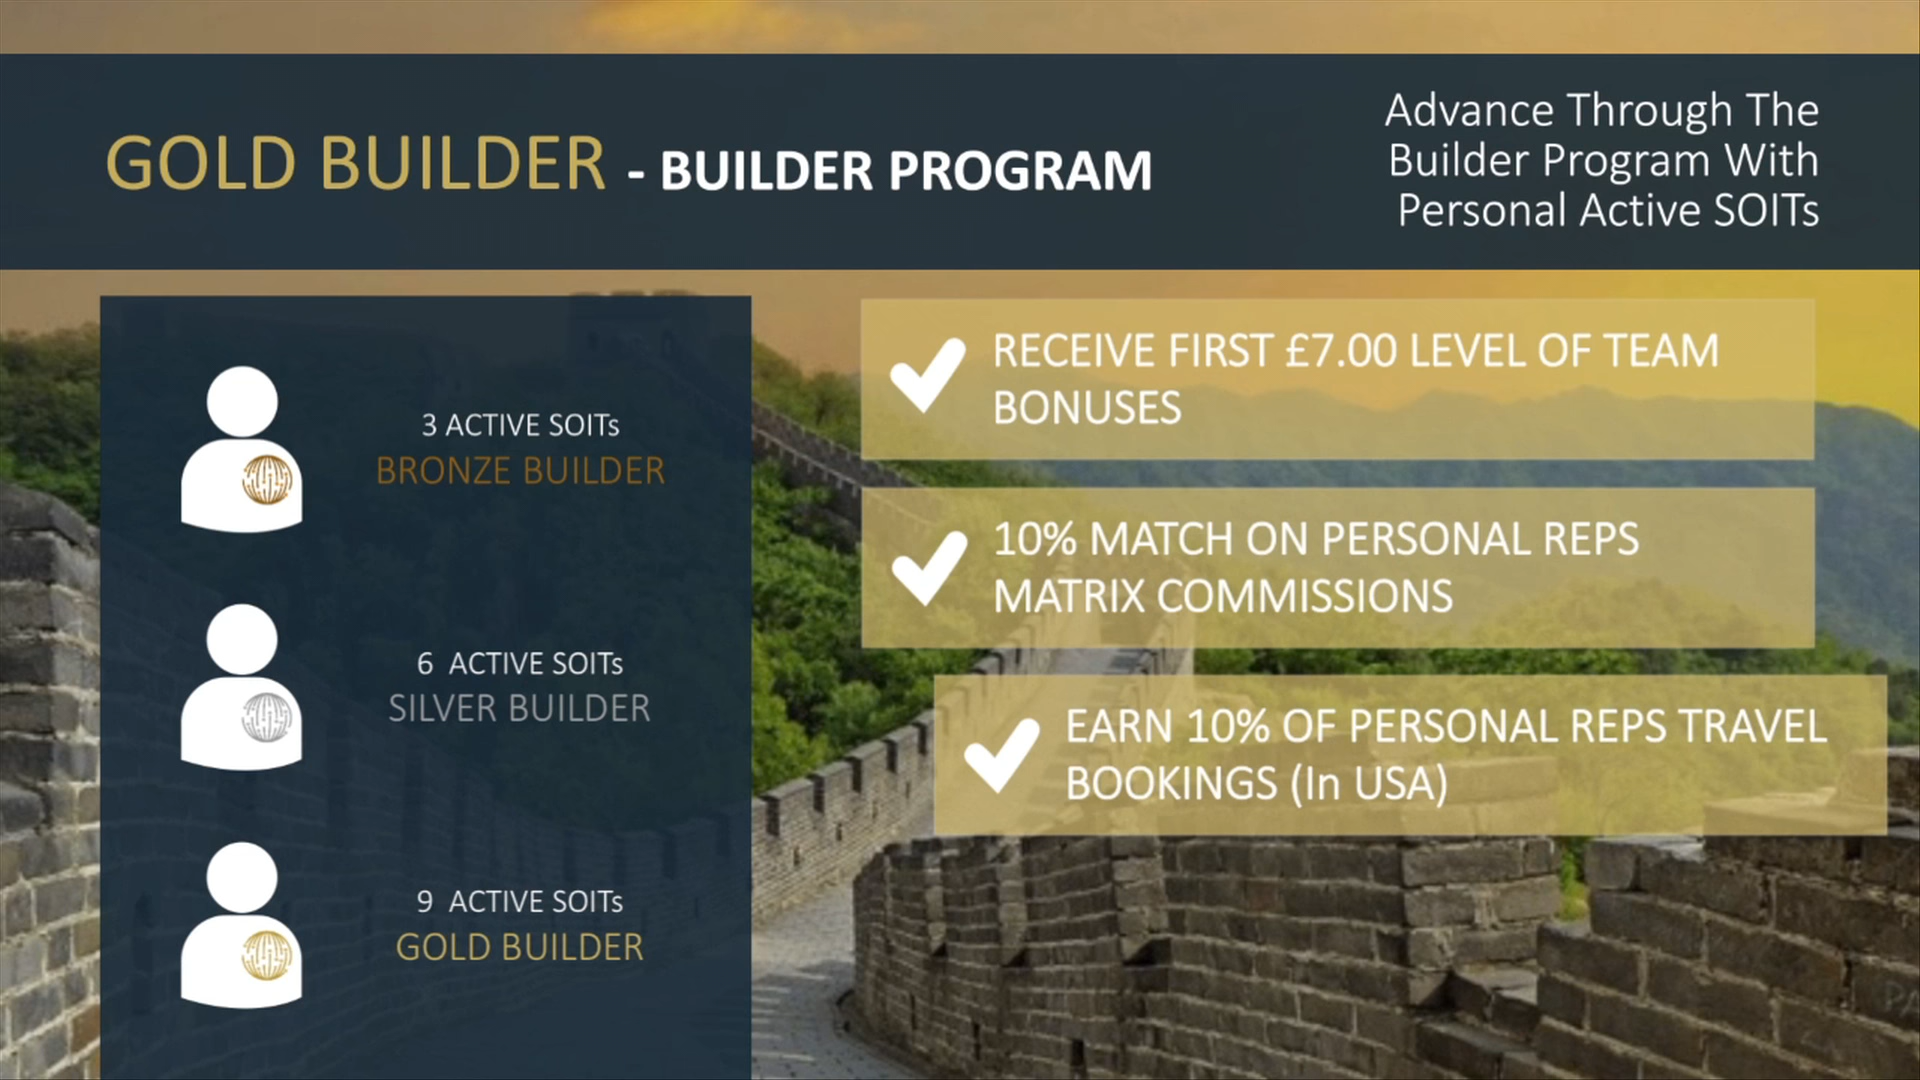 GOLD BUILDER - BUILDER PROGRAM
Advance Through The
Builder Program With
Personal Active SOITs
3 ACTIVE SOITs
BRONZE BUILDER
6 ACTIVE SOITs
SILVER BUILDER
9 ACTIVE SOITs
GOLD BUILDER
RECEIVE FIRST £7.00 LEVEL OF TEAM
BONUSES
10% MATCH ON PERSONAL REPS
MATRIX COMMISSIONS
EARN 10% OF PERSONAL REPS TRAVEL
BOOKINGS (In USA)